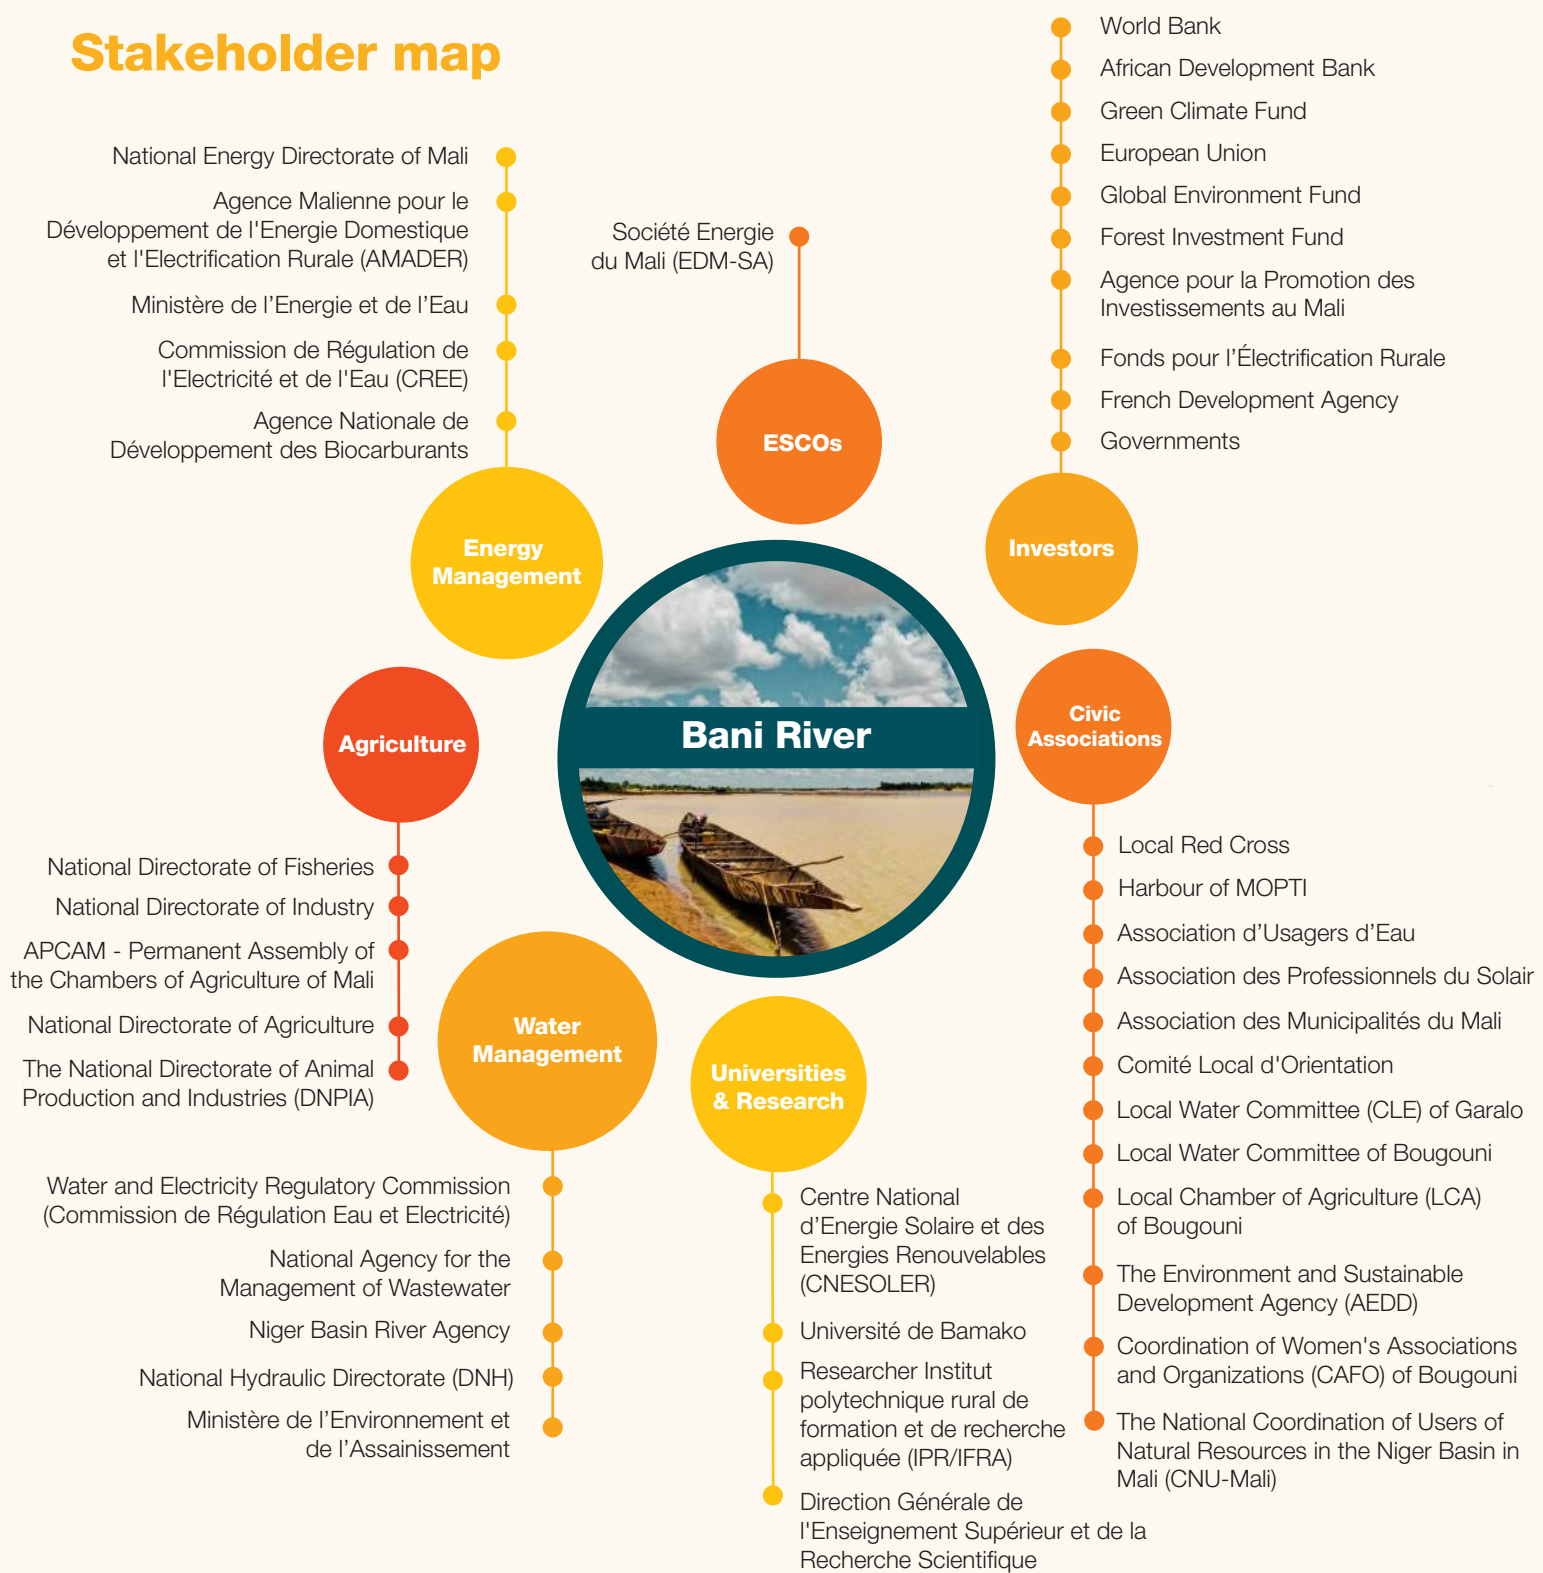 Stakeholder map
National Energy Directorate of Mali
Agence Malienne pour le
Développement de l'Energie Domestique
et l'Electrification Rurale (AMADER)
Ministère de l’Energie et de l’Eau
Commission de Régulation de
l'Electricité et de l'Eau (CREE)
Agence Nationale de
Développement des Biocarburants
Energy
Management
Société Energie
du Mali (EDM-SA)
ESCOs
World Bank
African Development Bank
Green Climate Fund
European Union
Global Environment Fund
Forest Investment Fund
Agence pour la Promotion des
Investissements au Mali
Fonds pour l’Électrification Rurale
French Development Agency
Governments
Investors
Bani River
Agriculture
National Directorate of Fisheries
National Directorate of Industry
APCAM - Permanent Assembly of
the Chambers of Agriculture of Mali
National Directorate of Agriculture
The National Directorate of Animal
Production and Industries (DNPIA)
Water
Management
Water and Electricity Regulatory Commission
(Commission de Régulation Eau et Electricité)
National Agency for the
Management of Wastewater
Niger Basin River Agency
National Hydraulic Directorate (DNH)
Ministère de l’Environnement et
de l’Assainissement
Universities
& Research
Centre National
d’Energie Solaire et des
Energies Renouvelables
(CNESOLER)
Université de Bamako
Researcher Institut
polytechnique rural de
formation et de recherche
appliquée (IPR/IFRA)
Direction Générale de
l'Enseignement Supérieur et de la
Recherche Scientifique
Civic
Associations
Local Red Cross
Harbour of MOPTI
Association d’Usagers d’Eau
Association des Professionnels du Solair
Association des Municipalités du Mali
Comité Local d'Orientation
Local Water Committee (CLE) of Garalo
Local Water Committee of Bougouni
Local Chamber of Agriculture (LCA)
of Bougouni
The Environment and Sustainable
Development Agency (AEDD)
Coordination of Women's Associations
and Organizations (CAFO) of Bougouni
The National Coordination of Users of
Natural Resources in the Niger Basin in
Mali (CNU-Mali)